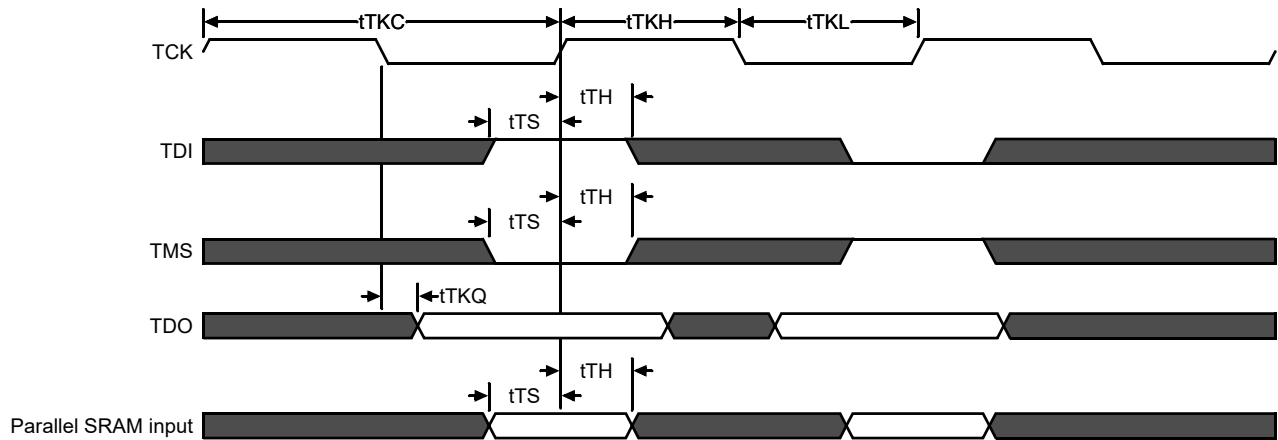 tTKC tTKH tTKL
TCK
tTH
tTS
TDI
tTH
tTS
TMS
tTKQ
TDO
tTH
tTS
Parallel SRAM input